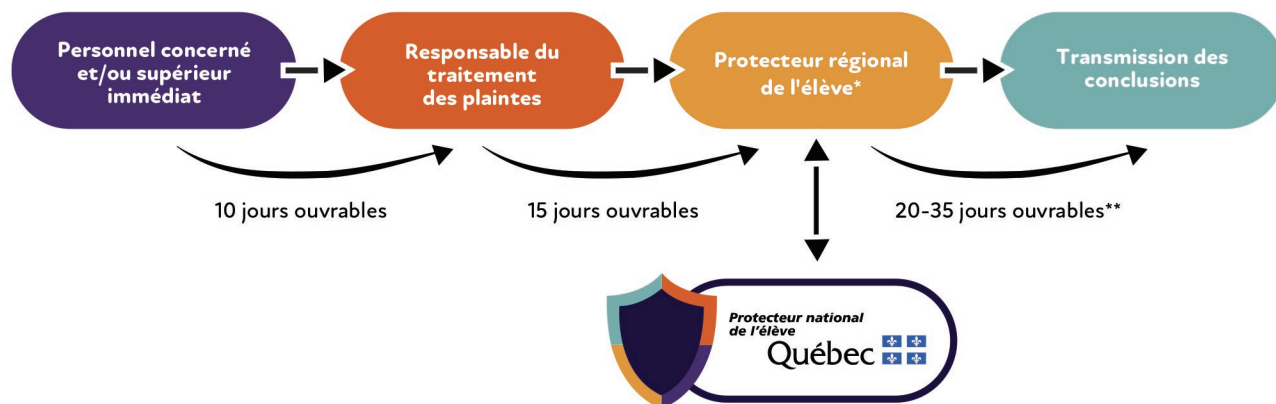 Personnel concerné
et/ou supérieur
immédiat
Responsable du
traitement
des plaintes
Protecteur régional
de l'élève*
Transmission des
conclusions
10 jours ouvrables
15 jours ouvrables
20-35 jours ouvrables**
Protecteur national
de l'élève
Québec